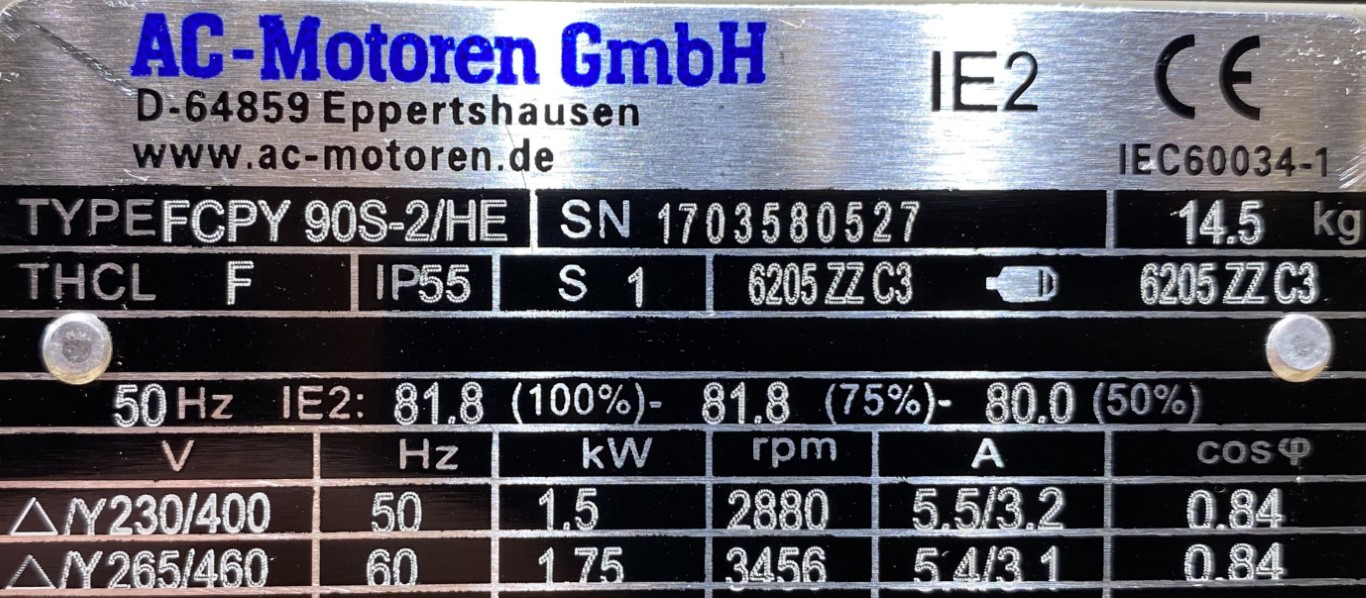 AC-Motoren GmbH
IE2 CE
D-64859 Eppertshausen
www.ac-motoren.de
IEC60034-1
TYPE FCPY 90S-2/HE SN 1703580527 14.5 kg
THCL F IP55 S 1 6205 ZZ C3 6205 ZZ C3
50 Hz IE2: 81.8 (100%)- 81.8 (75%)- 80.0 (50%)
V Hz kW rpm A cosφ
△/Y 230/400 50 1.5 2880 5.5/3.2 0.84
△/Y 265/460 60 1.75 3456 5.4/3.1 0.84